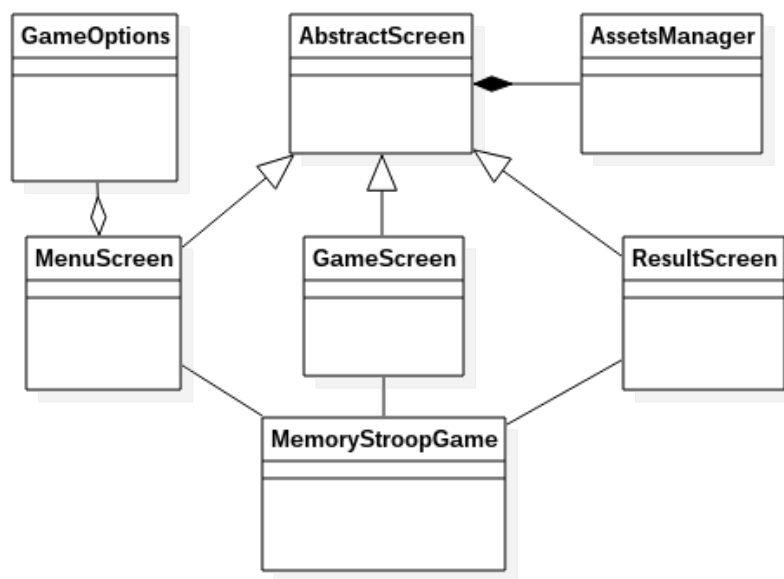 GameOptions
AbstractScreen
AssetsManager
MenuScreen
GameScreen
ResultScreen
MemoryStroopGame